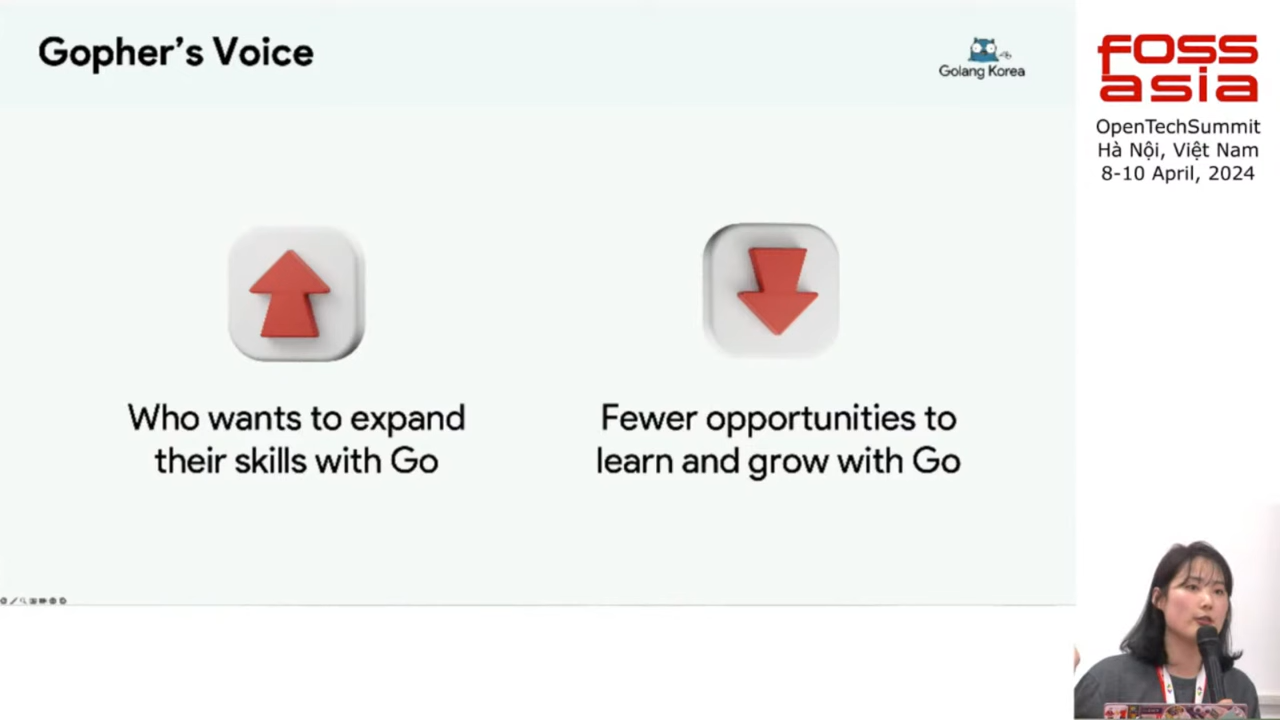 Gopher's Voice
Golang Korea
Who wants to expand
their skills with Go
Fewer opportunities to
learn and grow with Go
FOSS
asia
OpenTechSummit
Hà Nội, Việt Nam
8-10 April, 2024